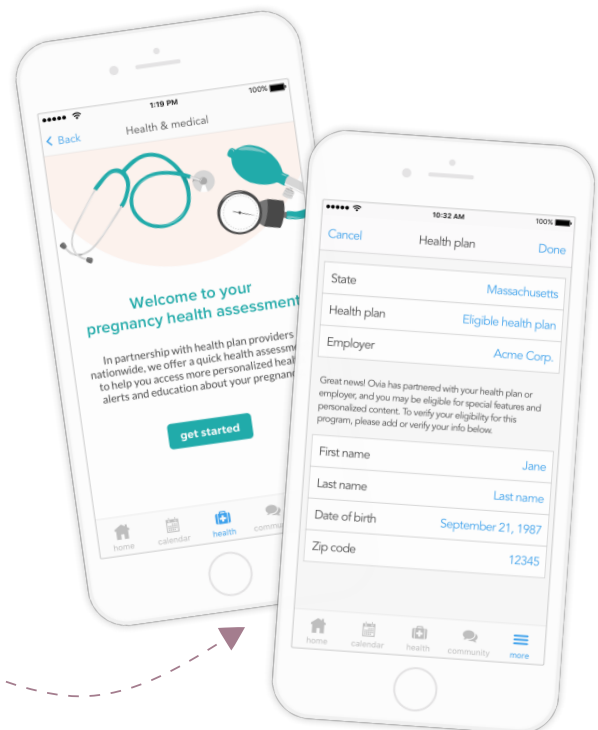 1:19 PM
100%
Back
Health & medical
Welcome to your
pregnancy health assessment
In partnership with health plan providers
nationwide, we offer a quick health
to help you access more personalized
alerts and education about your
get started
home
calendar
health
10:32 AM
100%
Cancel
Health plan
Done
State
Massachusetts
Health plan
Eligible health plan
Employer
Acme Corp.
Great news! Ovia has partnered with your health plan or
employer, and you may be eligible for special features and
personalized content. To verify your eligibility for this
program, please add or verify your info below.
First name
Jane
Last name
Last name
Date of birth
September 21, 1987
Zip code
12345
home
calendar
health
community
more